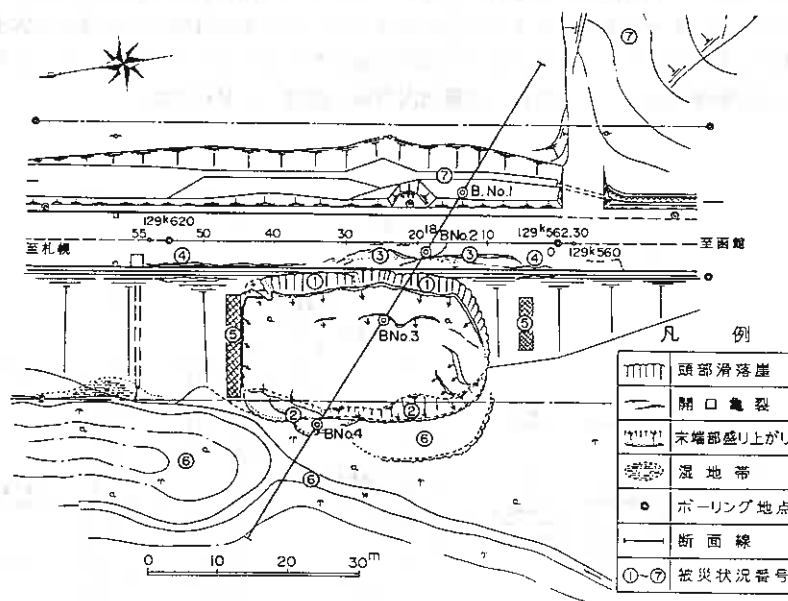 ⑦
⑦
B.No.1
129ᵏ620
55 50 40 30 20 18 BNo2 10 129ᵏ562.30
至札幌
至函館
④ ③ ③ ④ 0 129ᵏ560
① ①
⑤ ⑤
BNo.3
② ②
BNo4
⑥
⑥
⑥
0 10 20 30ᵐ
凡 例
頭部滑落崖
開口亀裂
末端部盛り上がり
湿地帯
ボーリング地点
断面線
①~⑦ 被災状況番号